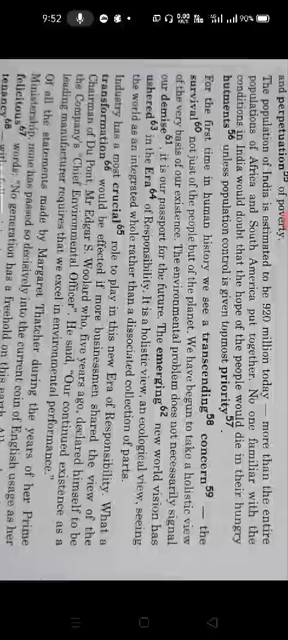 9:52
90%
and perpetuation55 of poverty.
The population of India is estimated to be 920 million today — more than the entire
populations of Africa and South America put together. No one familiar with the
conditions in India would doubt that the hope of the people would die in their hungry
hutments56 unless population control is given topmost priority57.
For the first time in human history we see a transcending58 concern59 — the
survival60 not just of the people but of the planet. We have begun to take a holistic view
of the very basis of our existence. The environmental problem does not necessarily signal
our demise61, it is our passport for the future. The emerging62 new world vision has
ushered63 in the Era64 of Responsibility. It is a holistic view, an ecological view, seeing
the world as an integrated whole rather than a dissociated collection of parts.
Industry has a most crucial65 role to play in this new Era of Responsibility. What a
transformation66 would be effected if more businessmen shared the view of the
Chairman of Du Pont, Mr. Edgar S. Woolard who, five years ago, declared himself to be
the Company's "Chief Environmental Officer". He said, "Our continued existence as a
leading manufacturer requires that we excel in environmental performance."
Of all the statements made by Margaret Thatcher during the years of her Prime
Ministership, none has passed so decisively into the current coin of English usage as her
felicitous67 words: "No generation has a freehold on this earth. All
tenancy68